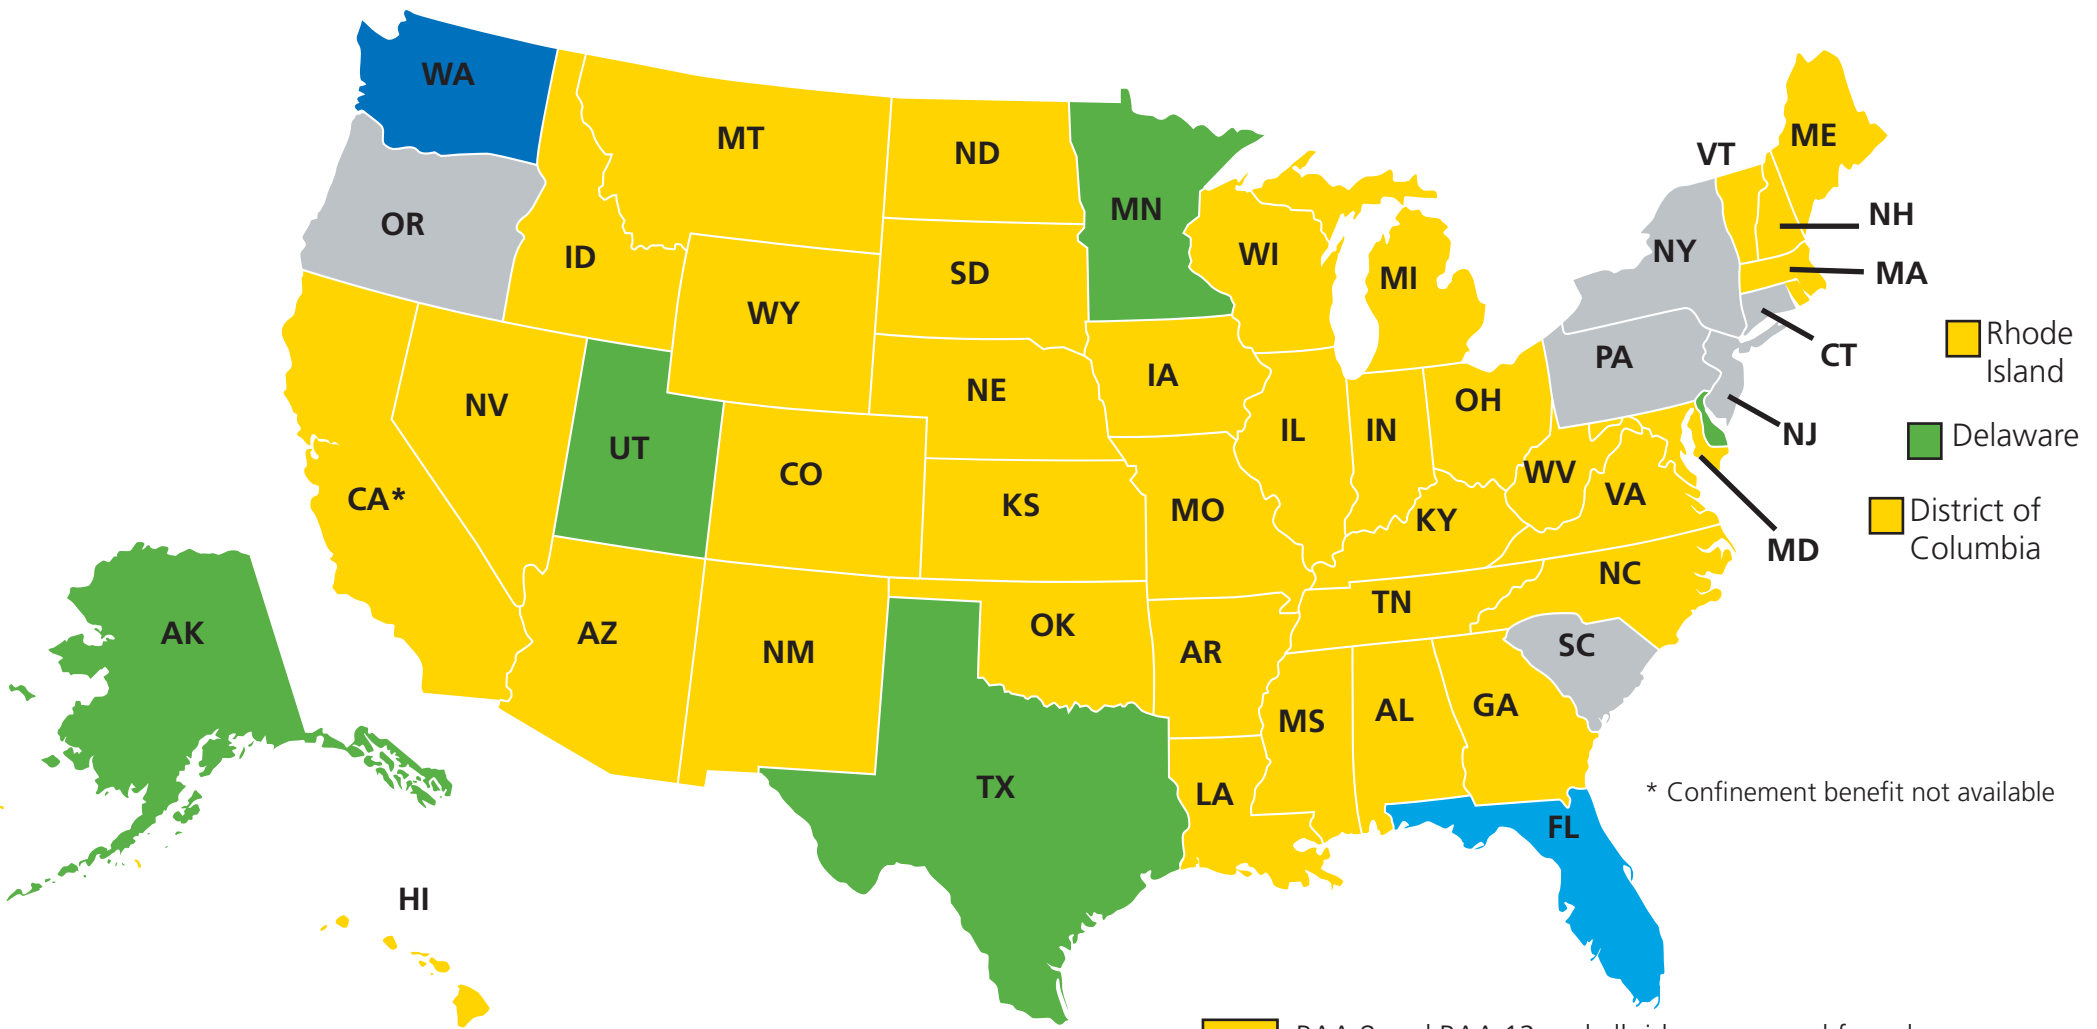 WA
MT
ND
MN
OR
ID
WY
SD
WI
MI
VT
ME
NH
NY
MA
CT
Rhode
Island
PA
NJ
Delaware
MD
District of
Columbia
NV
UT
CO
NE
IA
IL
IN
OH
WV
VA
CA*
KS
MO
KY
NC
TN
SC
AK
AZ
NM
OK
AR
MS
AL
GA
TX
LA
FL
* Confinement benefit not available
HI